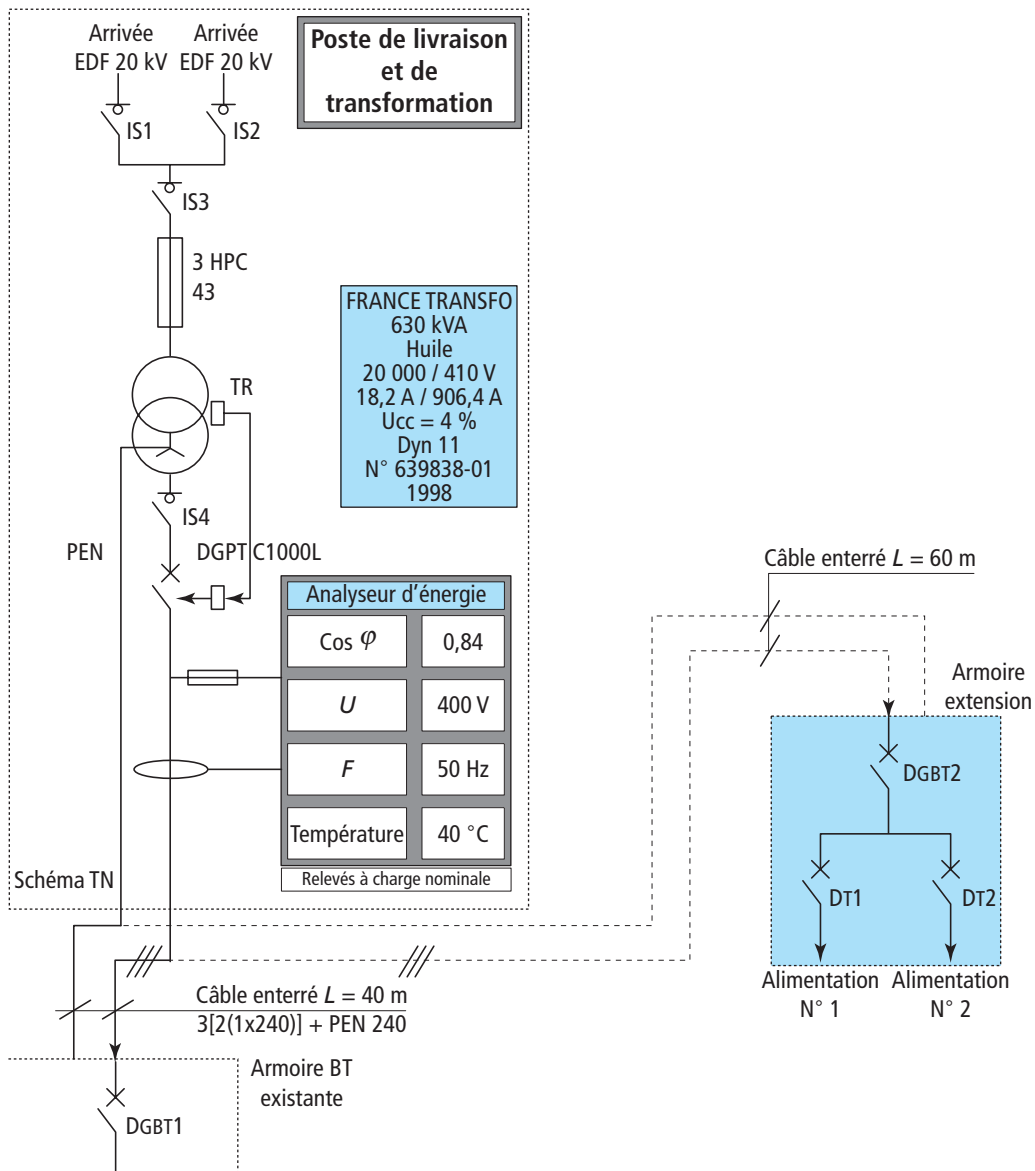 Arrivée
EDF 20 kV
Arrivée
EDF 20 kV
Poste de livraison
et de
transformation
IS1
IS2
IS3
3 HPC
43
FRANCE TRANSFO
630 kVA
Huile
20 000 / 410 V
18,2 A / 906,4 A
Ucc = 4 %
Dyn 11
N° 639838-01
1998
TR
IS4
PEN
DGPT C1000L
Analyseur d'énergie
Cos φ
0,84
U
400 V
F
50 Hz
Température
40 °C
Relevés à charge nominale
Schéma TN
Câble enterré L = 60 m
Armoire
extension
DGBT2
DT1
DT2
Alimentation
N° 1
Alimentation
N° 2
Câble enterré L = 40 m
3[2(1x240)] + PEN 240
Armoire BT
existante
DGBT1